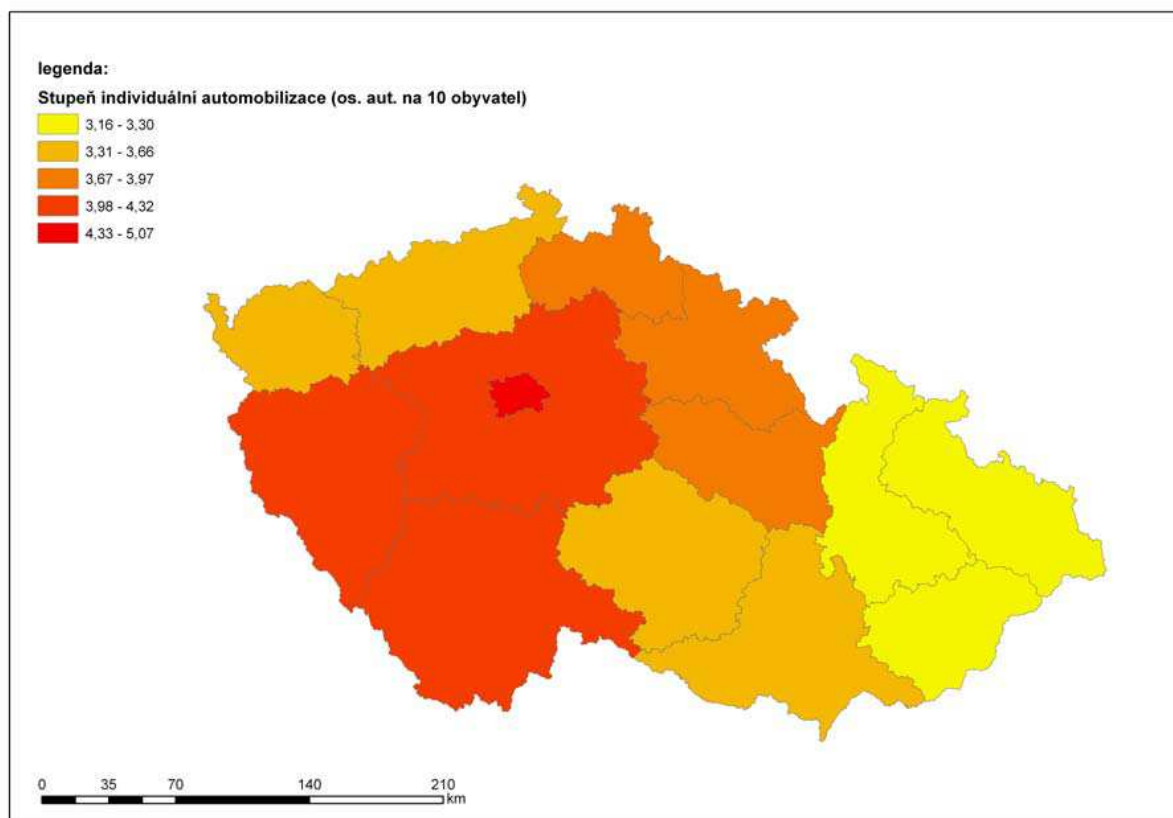 legenda:
Stupeň individuální automobilizace (os. aut. na 10 obyvatel)
3,16 - 3,30
3,31 - 3,66
3,67 - 3,97
3,98 - 4,32
4,33 - 5,07
0 35 70 140 210
km